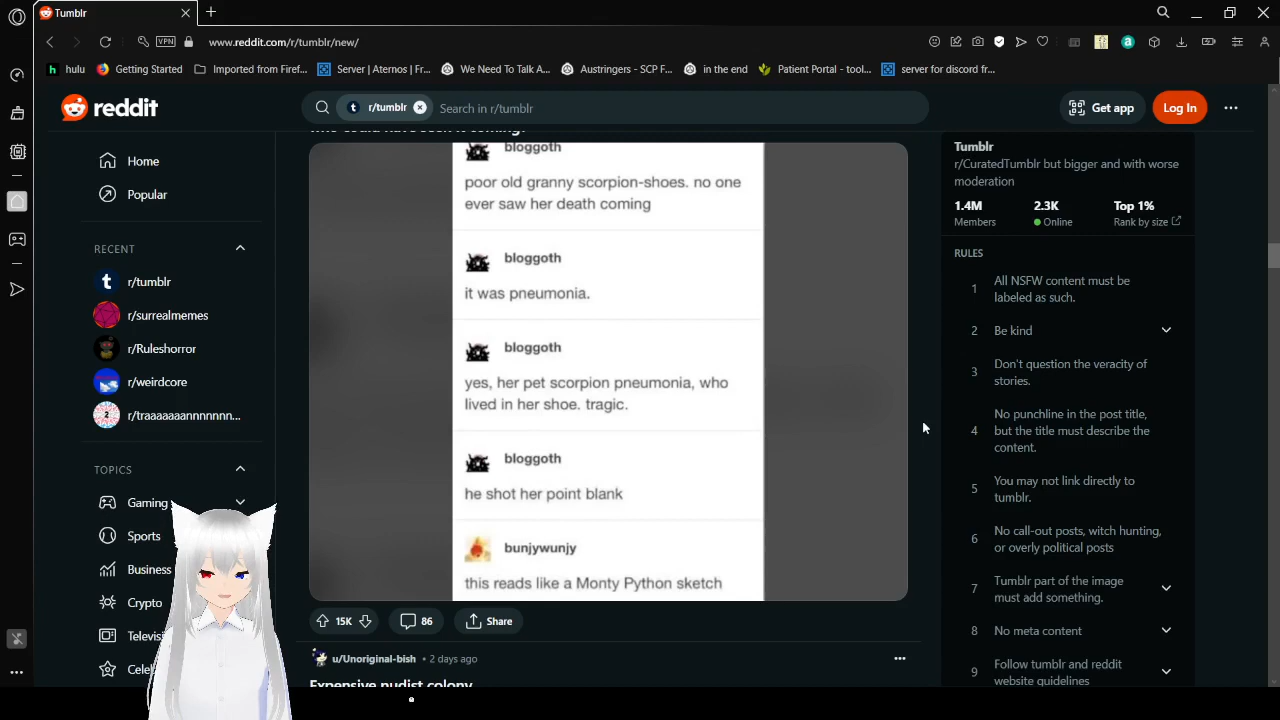 Tumblr
VPN
www.reddit.com/r/tumblr/new/
hulu
Getting Started
Imported from Firef...
Server | Aternos | Fr...
We Need To Talk A...
Austringers - SCP F...
in the end
Patient Portal - tool...
server for discord fr...
reddit
r/tumblr
Search in r/tumblr
Get app
Log In
Home
Popular
RECENT
r/tumblr
r/surrealmemes
r/Ruleshorror
r/weirdcore
r/traaaaaaannnnnnn...
TOPICS
Gaming
Sports
Business
Crypto
Televisi
Celeb
who could have seen it coming?
bloggoth
poor old granny scorpion-shoes. no one
ever saw her death coming
bloggoth
it was pneumonia.
bloggoth
yes, her pet scorpion pneumonia, who
lived in her shoe. tragic.
bloggoth
he shot her point blank
bunjywunjy
this reads like a Monty Python sketch
15K
86
Share
u/Unoriginal-bish • 2 days ago
Expensive nudist colony
Tumblr
r/CuratedTumblr but bigger and with worse
moderation
1.4M
Members
2.3K
Online
Top 1%
Rank by size
RULES
1
All NSFW content must be
labeled as such.
2
Be kind
3
Don't question the veracity of
stories.
4
No punchline in the post title,
but the title must describe the
content.
5
You may not link directly to
tumblr.
6
No call-out posts, witch hunting,
or overly political posts
7
Tumblr part of the image
must add something.
8
No meta content
9
Follow tumblr and reddit
website guidelines